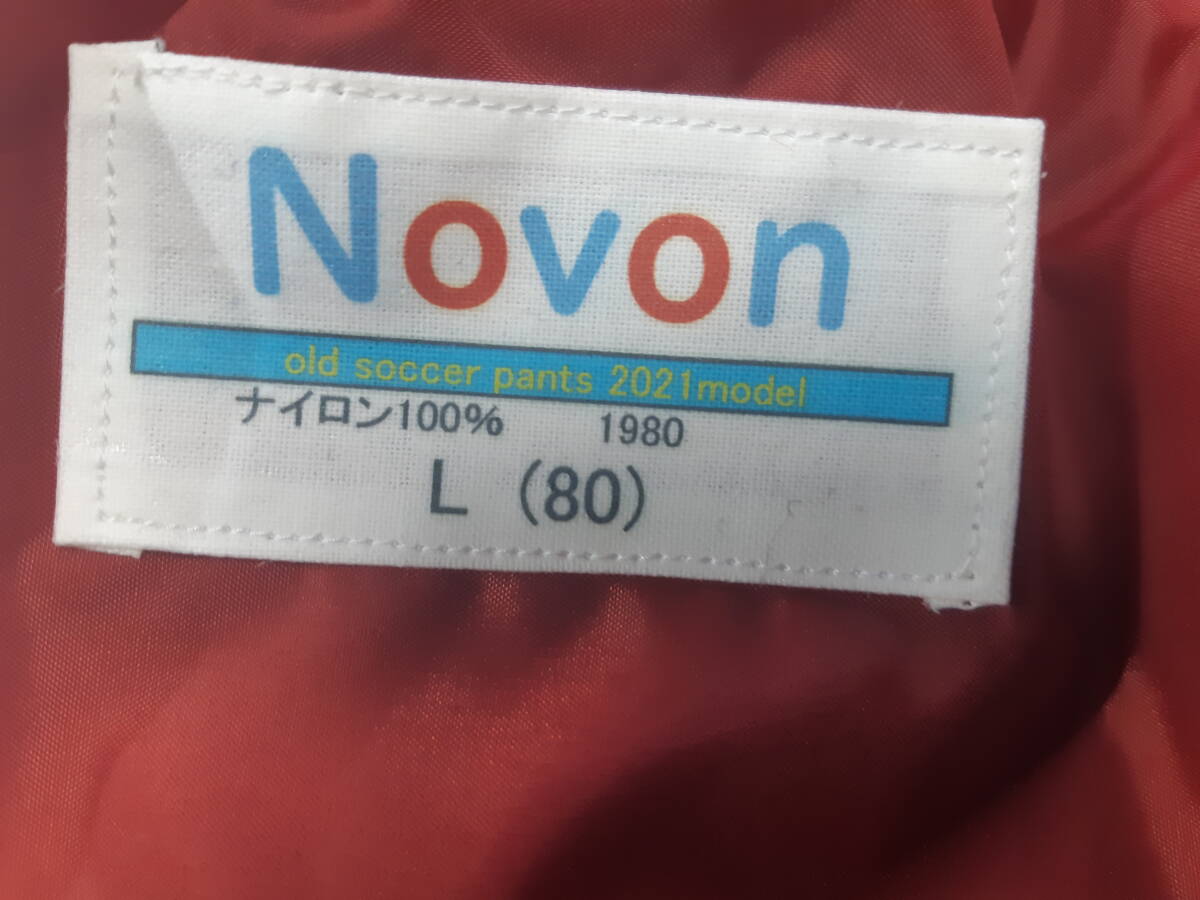 Novon
old soccer pants 2021model
ナイロン100% 1980
L (80)